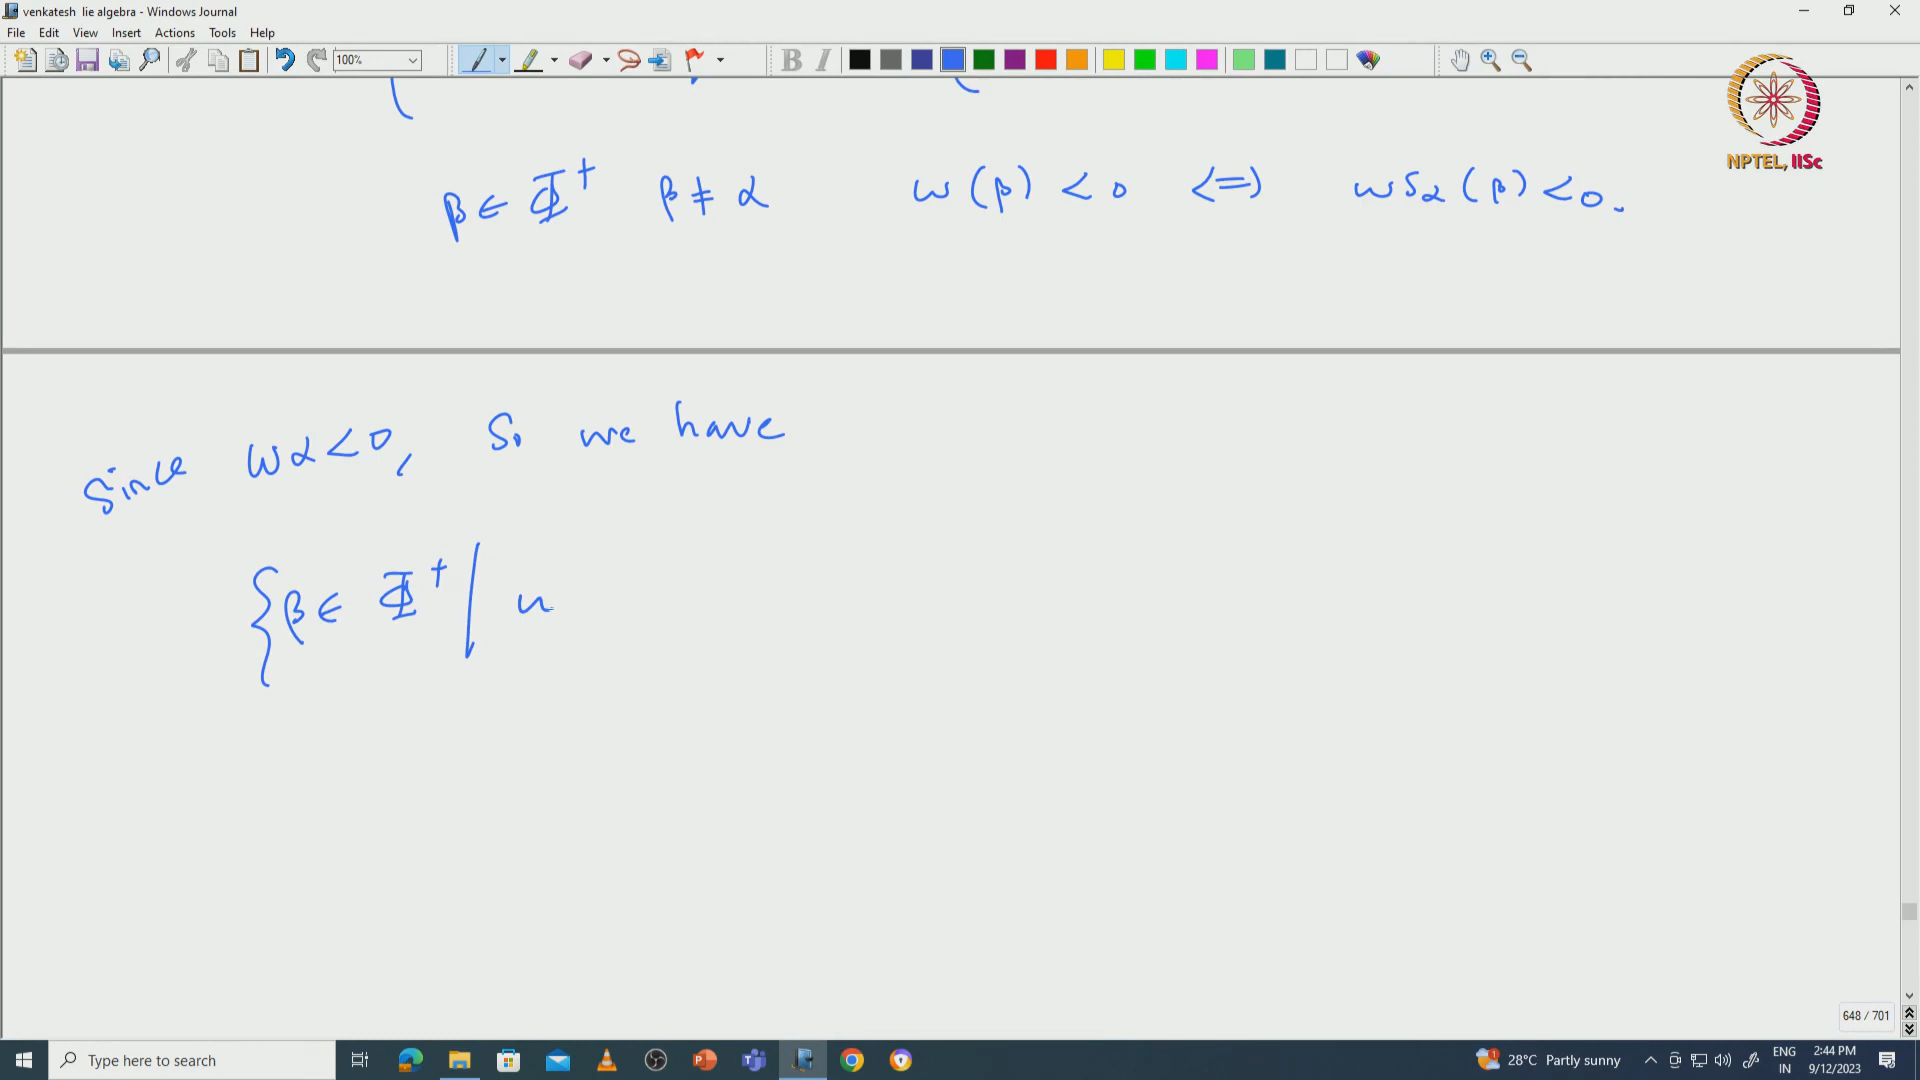 venkatesh lie algebra - Windows Journal
File Edit View Insert Actions Tools Help
100%
B I
NPTEL, IISc
β ∈ Φ⁺ β ≠ α w(β) < 0 <=> wsα(β) < 0.
Since wα < 0, So we have
{β ∈ Φ⁺ |
648 / 701
Type here to search
28°C Partly sunny
ENG
IN
2:44 PM
9/12/2023